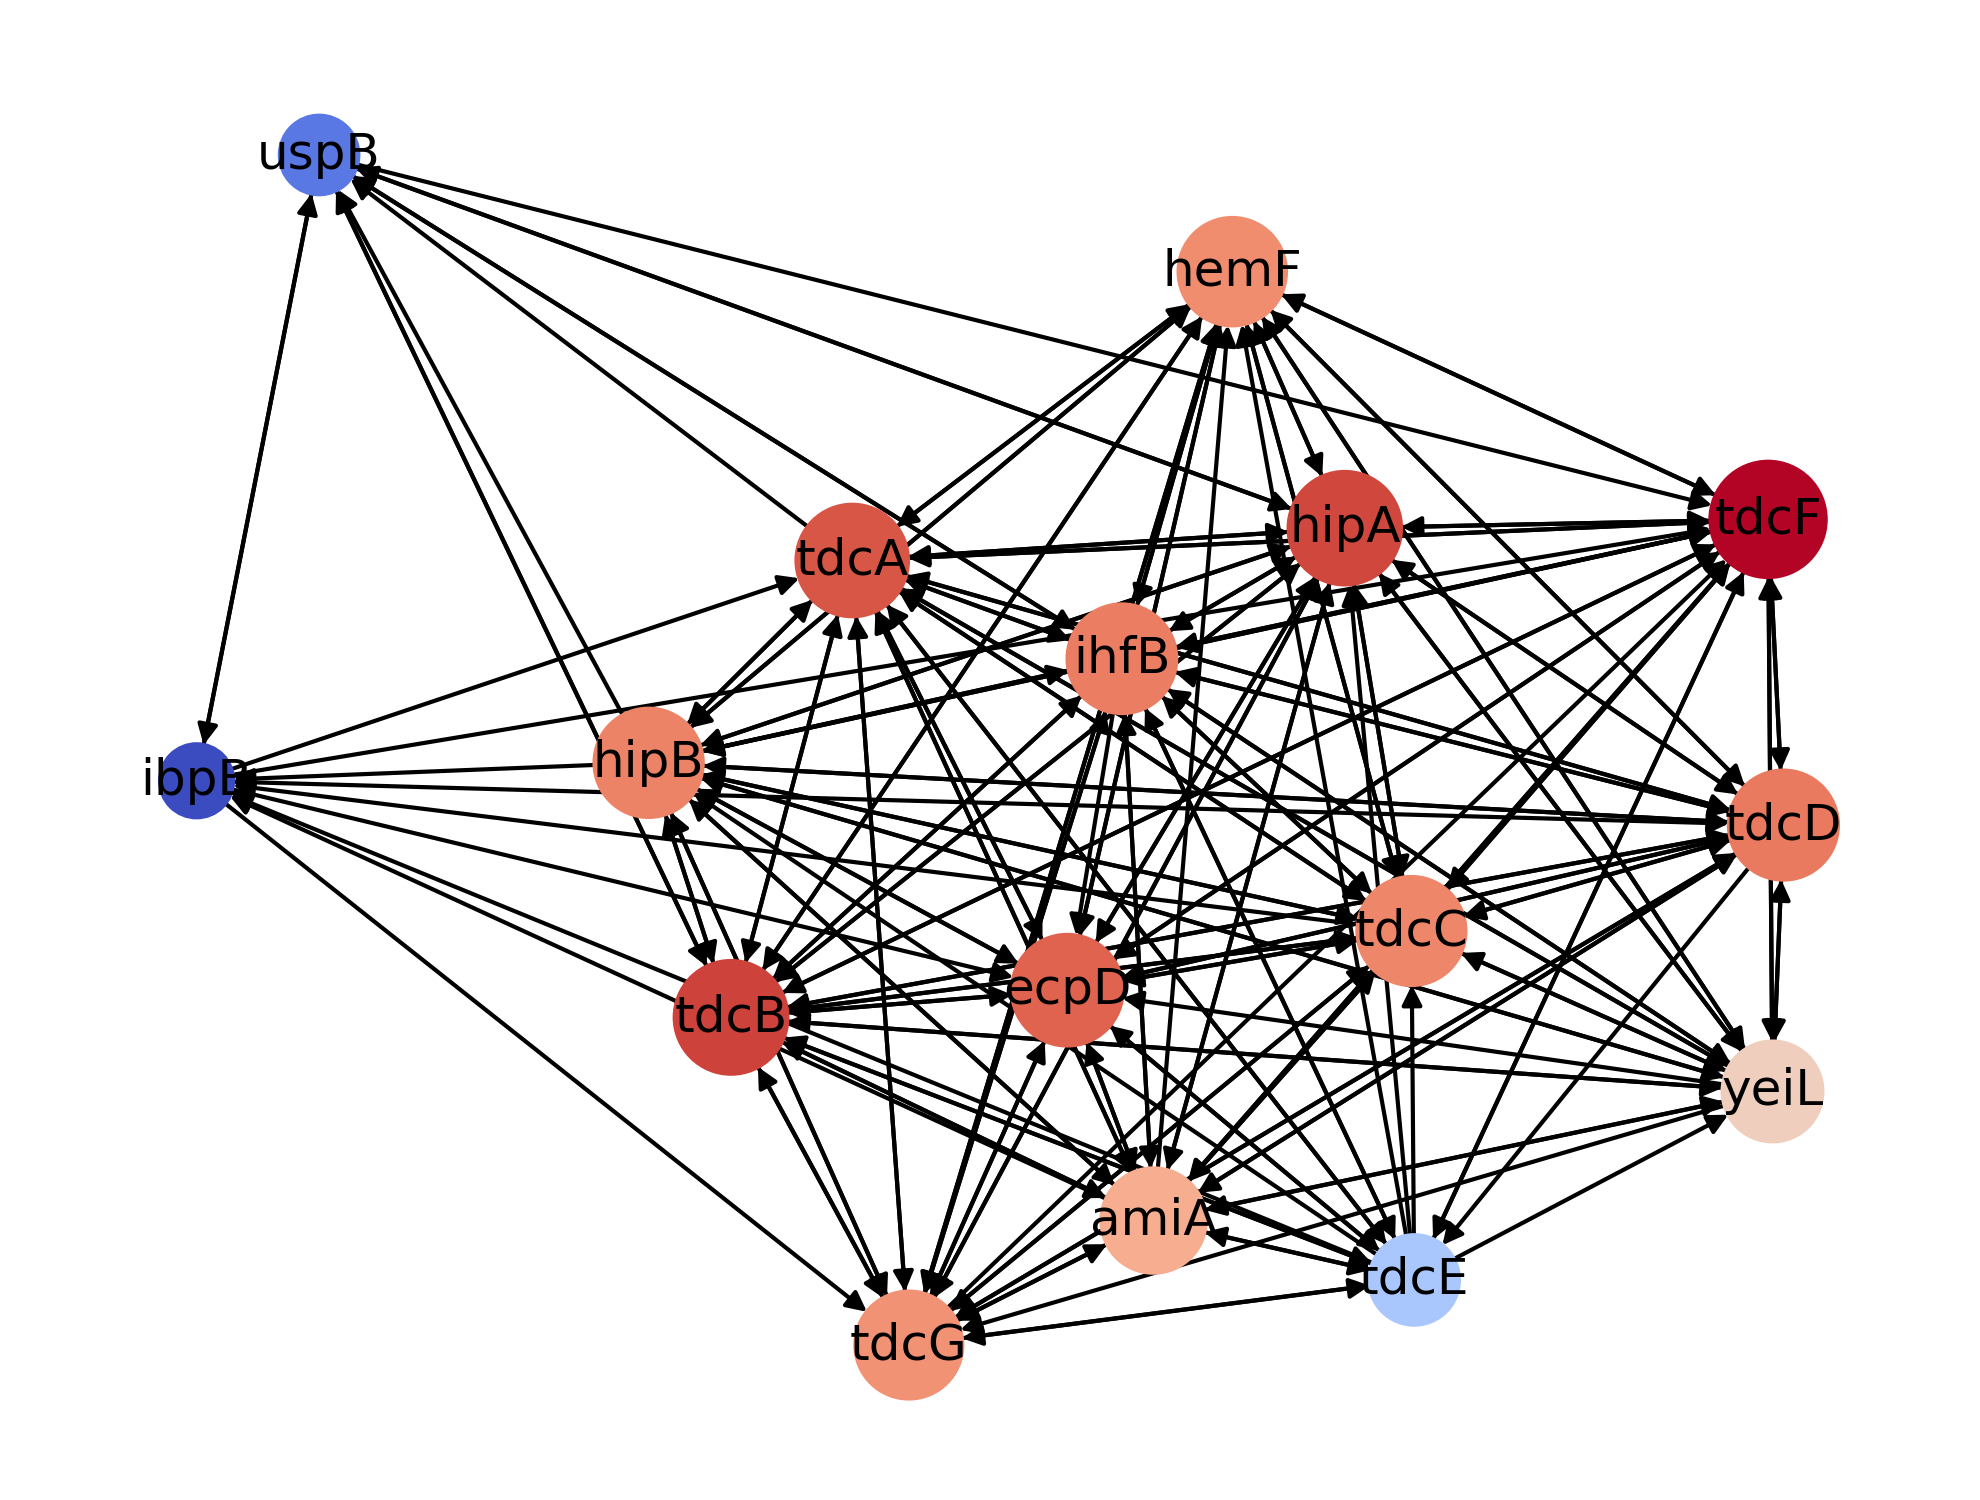 uspB
hemF
tdcF
hipA
tdcA
ihfB
hipB
ibpB
tdcD
tdcC
ecpD
tdcB
yeiL
amiA
tdcE
tdcG